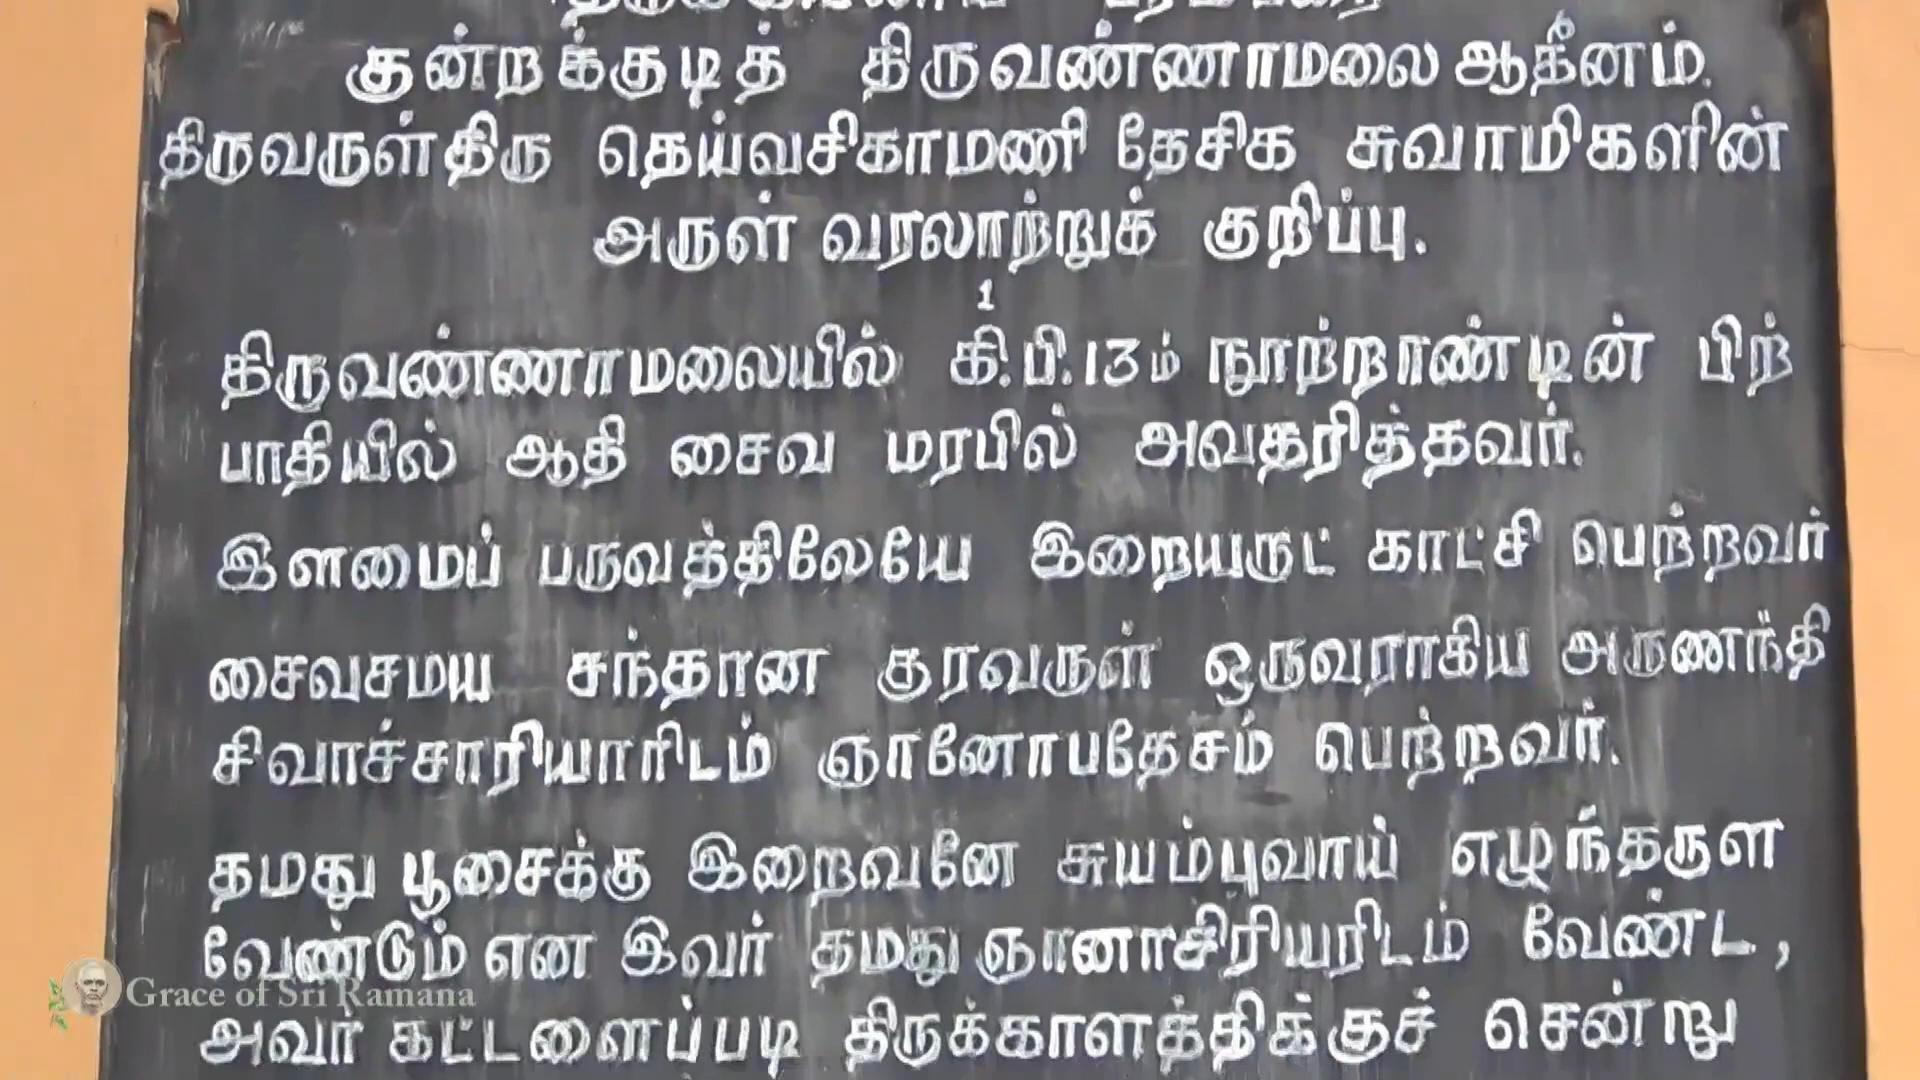 குன்றக்குடித் திருவண்ணாமலை ஆதீனம்.
திருவருள்திரு தெய்வசிகாமணி தேசிக சுவாமிகளின்
அருள் வரலாற்றுக் குறிப்பு.
1
திருவண்ணாமலையில் கி.பி.13ம் நூற்றாண்டின் பிற்
பாதியில் ஆதி சைவ மரபில் அவதரித்தவர்.
இளமைப் பருவத்திலேயே இறையருட் காட்சி பெற்றவர்
சைவசமய சந்தான குரவருள் ஒருவராகிய அருணந்தி
சிவாச்சாரியாரிடம் ஞானோபதேசம் பெற்றவர்.
தமது பூசைக்கு இறைவனே சுயம்புவாய் எழுந்தருள
வேண்டும் என இவர் தமது ஞானாசிரியரிடம் வேண்ட,
அவர் கட்டளைப்படி திருக்காளத்திக்குச் சென்று
Grace of Sri Ramana